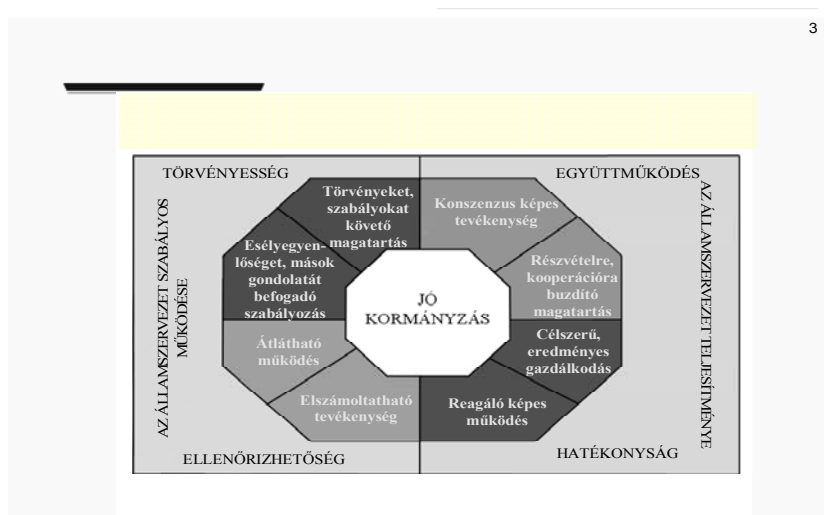 3
TÖRVÉNYESSÉG
EGYÜTTMŰKÖDÉS
AZ ÁLLAMSZERVEZET SZABÁLYOS
MŰKÖDÉSE
Törvényeket,
szabályokat
követő
magatartás
Konszenzus képes
tevékenység
AZ ÁLLAMSZERVEZET TELJESÍTMÉNYE
Esélyegyen-
lőséget, mások
gondolatát
befogadó
szabályozás
Részvételre,
kooperációra
buzdító
magatartás
JÓ
KORMÁNYZÁS
Átlátható
működés
Célszerű,
eredményes
gazdálkodás
Elszámoltatható
tevékenység
Reagáló képes
működés
ELLENŐRIZHETŐSÉG
HATÉKONYSÁG